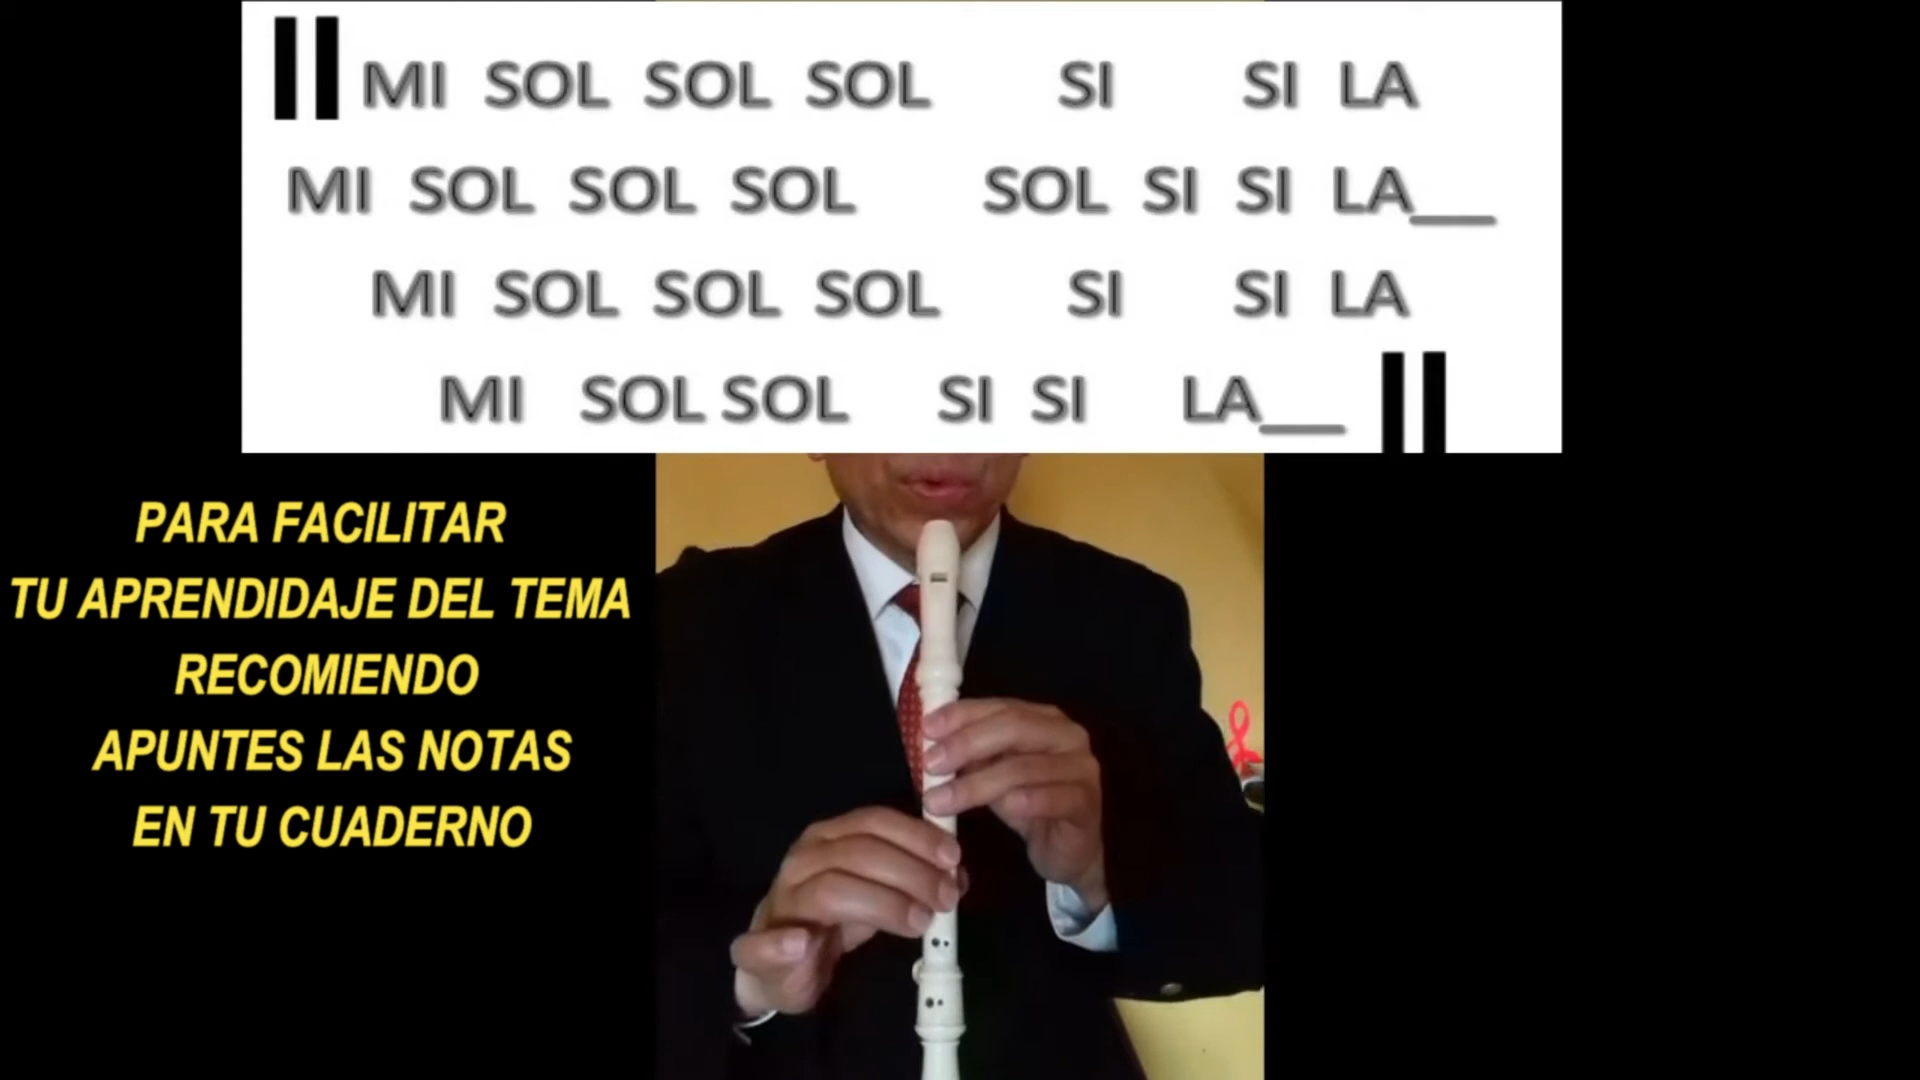 MI SOL SOL SOL SI SI LA
MI SOL SOL SOL SOL SI SI LA__
MI SOL SOL SOL SI SI LA
MI SOL SOL SI SI LA__
PARA FACILITAR
TU APRENDIDAJE DEL TEMA
RECOMIENDO
APUNTES LAS NOTAS
EN TU CUADERNO